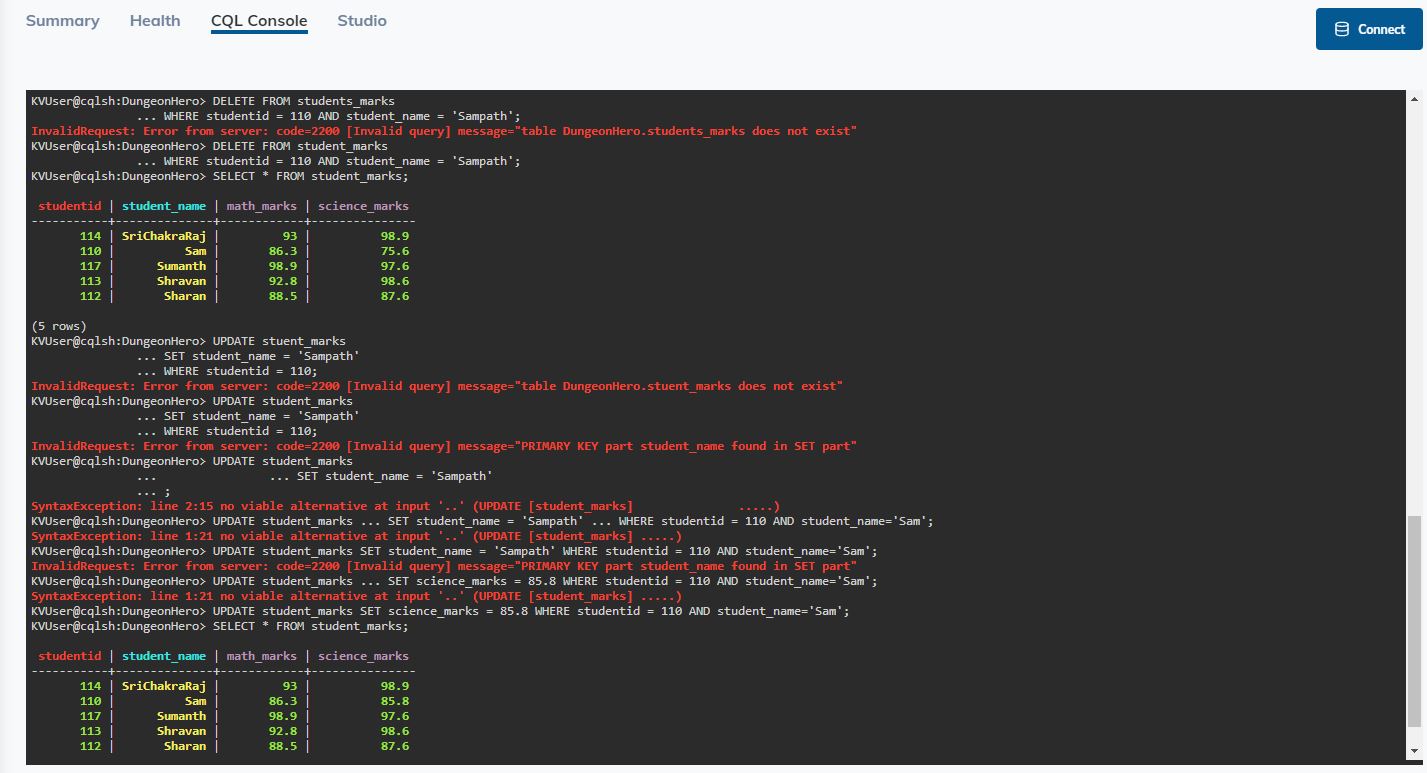 Summary Health CQL Console Studio
Connect
KVUser@cqlsh:DungeonHero> DELETE FROM students_marks
... WHERE studentid = 110 AND student_name = 'Sampath';
InvalidRequest: Error from server: code=2200 [Invalid query] message="table DungeonHero.students_marks does not exist"
KVUser@cqlsh:DungeonHero> DELETE FROM student_marks
... WHERE studentid = 110 AND student_name = 'Sampath';
KVUser@cqlsh:DungeonHero> SELECT * FROM student_marks;
studentid | student_name | math_marks | science_marks
-----------+--------------+------------+---------------
114 | SriChakraRaj | 93 | 98.9
110 | Sam | 86.3 | 75.6
117 | Sumanth | 98.9 | 97.6
113 | Shravan | 92.8 | 98.6
112 | Sharan | 88.5 | 87.6
(5 rows)
KVUser@cqlsh:DungeonHero> UPDATE stuent_marks
... SET student_name = 'Sampath'
... WHERE studentid = 110;
InvalidRequest: Error from server: code=2200 [Invalid query] message="table DungeonHero.stuent_marks does not exist"
KVUser@cqlsh:DungeonHero> UPDATE student_marks
... SET student_name = 'Sampath'
... WHERE studentid = 110;
InvalidRequest: Error from server: code=2200 [Invalid query] message="PRIMARY KEY part student_name found in SET part"
KVUser@cqlsh:DungeonHero> UPDATE student_marks
... ... SET student_name = 'Sampath'
... ;
SyntaxException: line 2:15 no viable alternative at input '..' (UPDATE [student_marks] .....)
KVUser@cqlsh:DungeonHero> UPDATE student_marks ... SET student_name = 'Sampath' ... WHERE studentid = 110 AND student_name='Sam';
SyntaxException: line 1:21 no viable alternative at input '..' (UPDATE [student_marks] .....)
KVUser@cqlsh:DungeonHero> UPDATE student_marks SET student_name = 'Sampath' WHERE studentid = 110 AND student_name='Sam';
InvalidRequest: Error from server: code=2200 [Invalid query] message="PRIMARY KEY part student_name found in SET part"
KVUser@cqlsh:DungeonHero> UPDATE student_marks ... SET science_marks = 85.8 WHERE studentid = 110 AND student_name='Sam';
SyntaxException: line 1:21 no viable alternative at input '..' (UPDATE [student_marks] .....)
KVUser@cqlsh:DungeonHero> UPDATE student_marks SET science_marks = 85.8 WHERE studentid = 110 AND student_name='Sam';
KVUser@cqlsh:DungeonHero> SELECT * FROM student_marks;
studentid | student_name | math_marks | science_marks
-----------+--------------+------------+---------------
114 | SriChakraRaj | 93 | 98.9
110 | Sam | 86.3 | 85.8
117 | Sumanth | 98.9 | 97.6
113 | Shravan | 92.8 | 98.6
112 | Sharan | 88.5 | 87.6